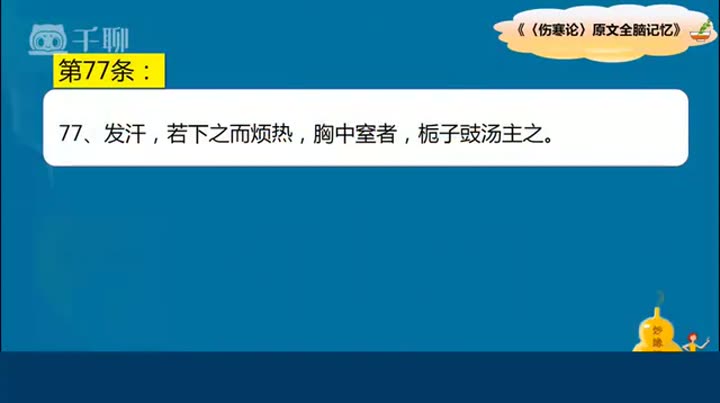 千聊
《〈伤寒论〉原文全脑记忆》
第77条：
77、发汗，若下之而烦热，胸中窒者，栀子豉汤主之。